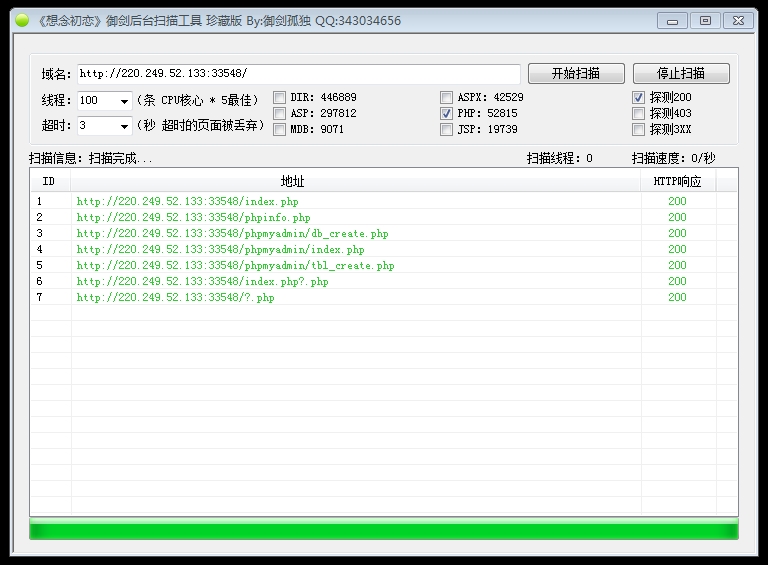 《想念初恋》御剑后台扫描工具 珍藏版 By:御剑孤独 QQ:343034656
域名: http://220.249.52.133:33548/ 开始扫描 停止扫描
线程: 100 (条 CPU核心 * 5最佳) DIR: 446889 ASPX: 42529 探测200
ASP: 297812 PHP: 52815 探测403
超时: 3 (秒 超时的页面被丢弃) MDB: 9071 JSP: 19739 探测3XX
扫描信息: 扫描完成... 扫描线程: 0 扫描速度: 0/秒
ID 地址 HTTP响应
1 http://220.249.52.133:33548/index.php 200
2 http://220.249.52.133:33548/phpinfo.php 200
3 http://220.249.52.133:33548/phpmyadmin/db_create.php 200
4 http://220.249.52.133:33548/phpmyadmin/index.php 200
5 http://220.249.52.133:33548/phpmyadmin/tbl_create.php 200
6 http://220.249.52.133:33548/index.php?.php 200
7 http://220.249.52.133:33548/?.php 200